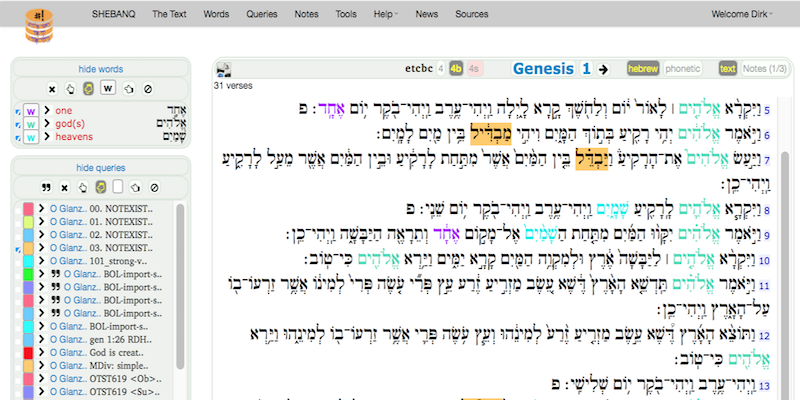 #!
SHEBANQ The Text Words Queries Notes Tools Help News Sources Welcome Dirk
hide words
w
w one אֶחָֽד
w god(s) אֱלֹהִים
w heavens שָׁמַיִם
hide queries
O Glanz.. 00. NOTEXIST..
O Glanz.. 01. NOTEXIST..
O Glanz.. 02. NOTEXIST..
O Glanz.. 03. NOTEXIST..
O Glanz.. 101_strong-v..
O Glanz.. BOL-import-s..
O Glanz.. BOL-import-s..
O Glanz.. BOL-import-s..
O Glanz.. BOL-import-s..
O Glanz.. BOL-import-s..
O Glanz.. gen 1:26 RDH..
O Glanz.. God is creat..
O Glanz.. MDiv: simple..
O Glanz.. OTST619 <Ob>..
O Glanz.. OTST619 <Su>..
etcbc 4 4b 4s Genesis 1 hebrew phonetic text Notes (1/3)
31 verses
5 וַיִּקְרָ֨א אֱלֹהִ֤ים ׀ לָאוֹר֙ י֔וֹם וְלַחֹ֖שֶׁךְ קָ֣רָא לָ֑יְלָה וַֽיְהִי־עֶ֥רֶב וַֽיְהִי־בֹ֖קֶר י֥וֹם אֶחָֽד׃ פ
6 וַיֹּ֣אמֶר אֱלֹהִ֔ים יְהִ֥י רָקִ֖יעַ בְּת֣וֹךְ הַמָּ֑יִם וִיהִ֣י מַבְדִּ֔יל בֵּ֥ין מַ֖יִם לָמָֽיִם׃
7 וַיַּ֣עַשׂ אֱלֹהִים֮ אֶת־הָרָקִיעַ֒ וַיַּבְדֵּ֗ל בֵּ֤ין הַמַּ֙יִם֙ אֲשֶׁר֙ מִתַּ֣חַת לָרָקִ֔יעַ וּבֵ֣ין הַמַּ֔יִם אֲשֶׁ֖ר מֵעַ֣ל לָרָקִ֑יעַ
וַֽיְהִי־כֵֽן׃
8 וַיִּקְרָ֧א אֱלֹהִ֛ים לָֽרָקִ֖יעַ שָׁמָ֑יִם וַֽיְהִי־עֶ֥רֶב וַֽיְהִי־בֹ֖קֶר י֥וֹם שֵׁנִֽי׃ פ
9 וַיֹּ֣אמֶר אֱלֹהִ֗ים יִקָּו֨וּ הַמַּ֜יִם מִתַּ֤חַת הַשָּׁמַ֙יִם֙ אֶל־מָק֣וֹם אֶחָ֔ד וְתֵרָאֶ֖ה הַיַּבָּשָׁ֑ה וַֽיְהִי־כֵֽן׃
10 וַיִּקְרָ֨א אֱלֹהִ֤ים ׀ לַיַּבָּשָׁה֙ אֶ֔רֶץ וּלְמִקְוֵ֥ה הַמַּ֖יִם קָרָ֣א יַמִּ֑ים וַיַּ֥רְא אֱלֹהִ֖ים כִּי־טֽוֹב׃
11 וַיֹּ֣אמֶר אֱלֹהִ֗ים תַּֽדְשֵׁ֤א הָאָ֙רֶץ֙ דֶּ֔שֶׁא עֵ֚שֶׂב מַזְרִ֣יעַ זֶ֔רַע עֵ֣ץ פְּרִ֞י עֹ֤שֶׂה פְּרִי֙ לְמִינ֔וֹ אֲשֶׁ֥ר זַרְעוֹ־ב֖וֹ
עַל־הָאָ֑רֶץ וַֽיְהִי־כֵֽן׃
12 וַתּוֹצֵ֨א הָאָ֜רֶץ דֶּ֠שֶׁא עֵ֣שֶׂב מַזְרִ֤יעַ זֶ֙רַע֙ לְמִינֵ֔הוּ וְעֵ֧ץ עֹֽשֶׂה־פְּרִ֛י אֲשֶׁ֥ר זַרְעוֹ־ב֖וֹ לְמִינֵ֑הוּ וַיַּ֥רְא
אֱלֹהִ֖ים כִּי־טֽוֹב׃
13 וַֽיְהִי־עֶ֥רֶב וַֽיְהִי־בֹ֖קֶר י֥וֹם שְׁלִישִֽׁי׃ פ